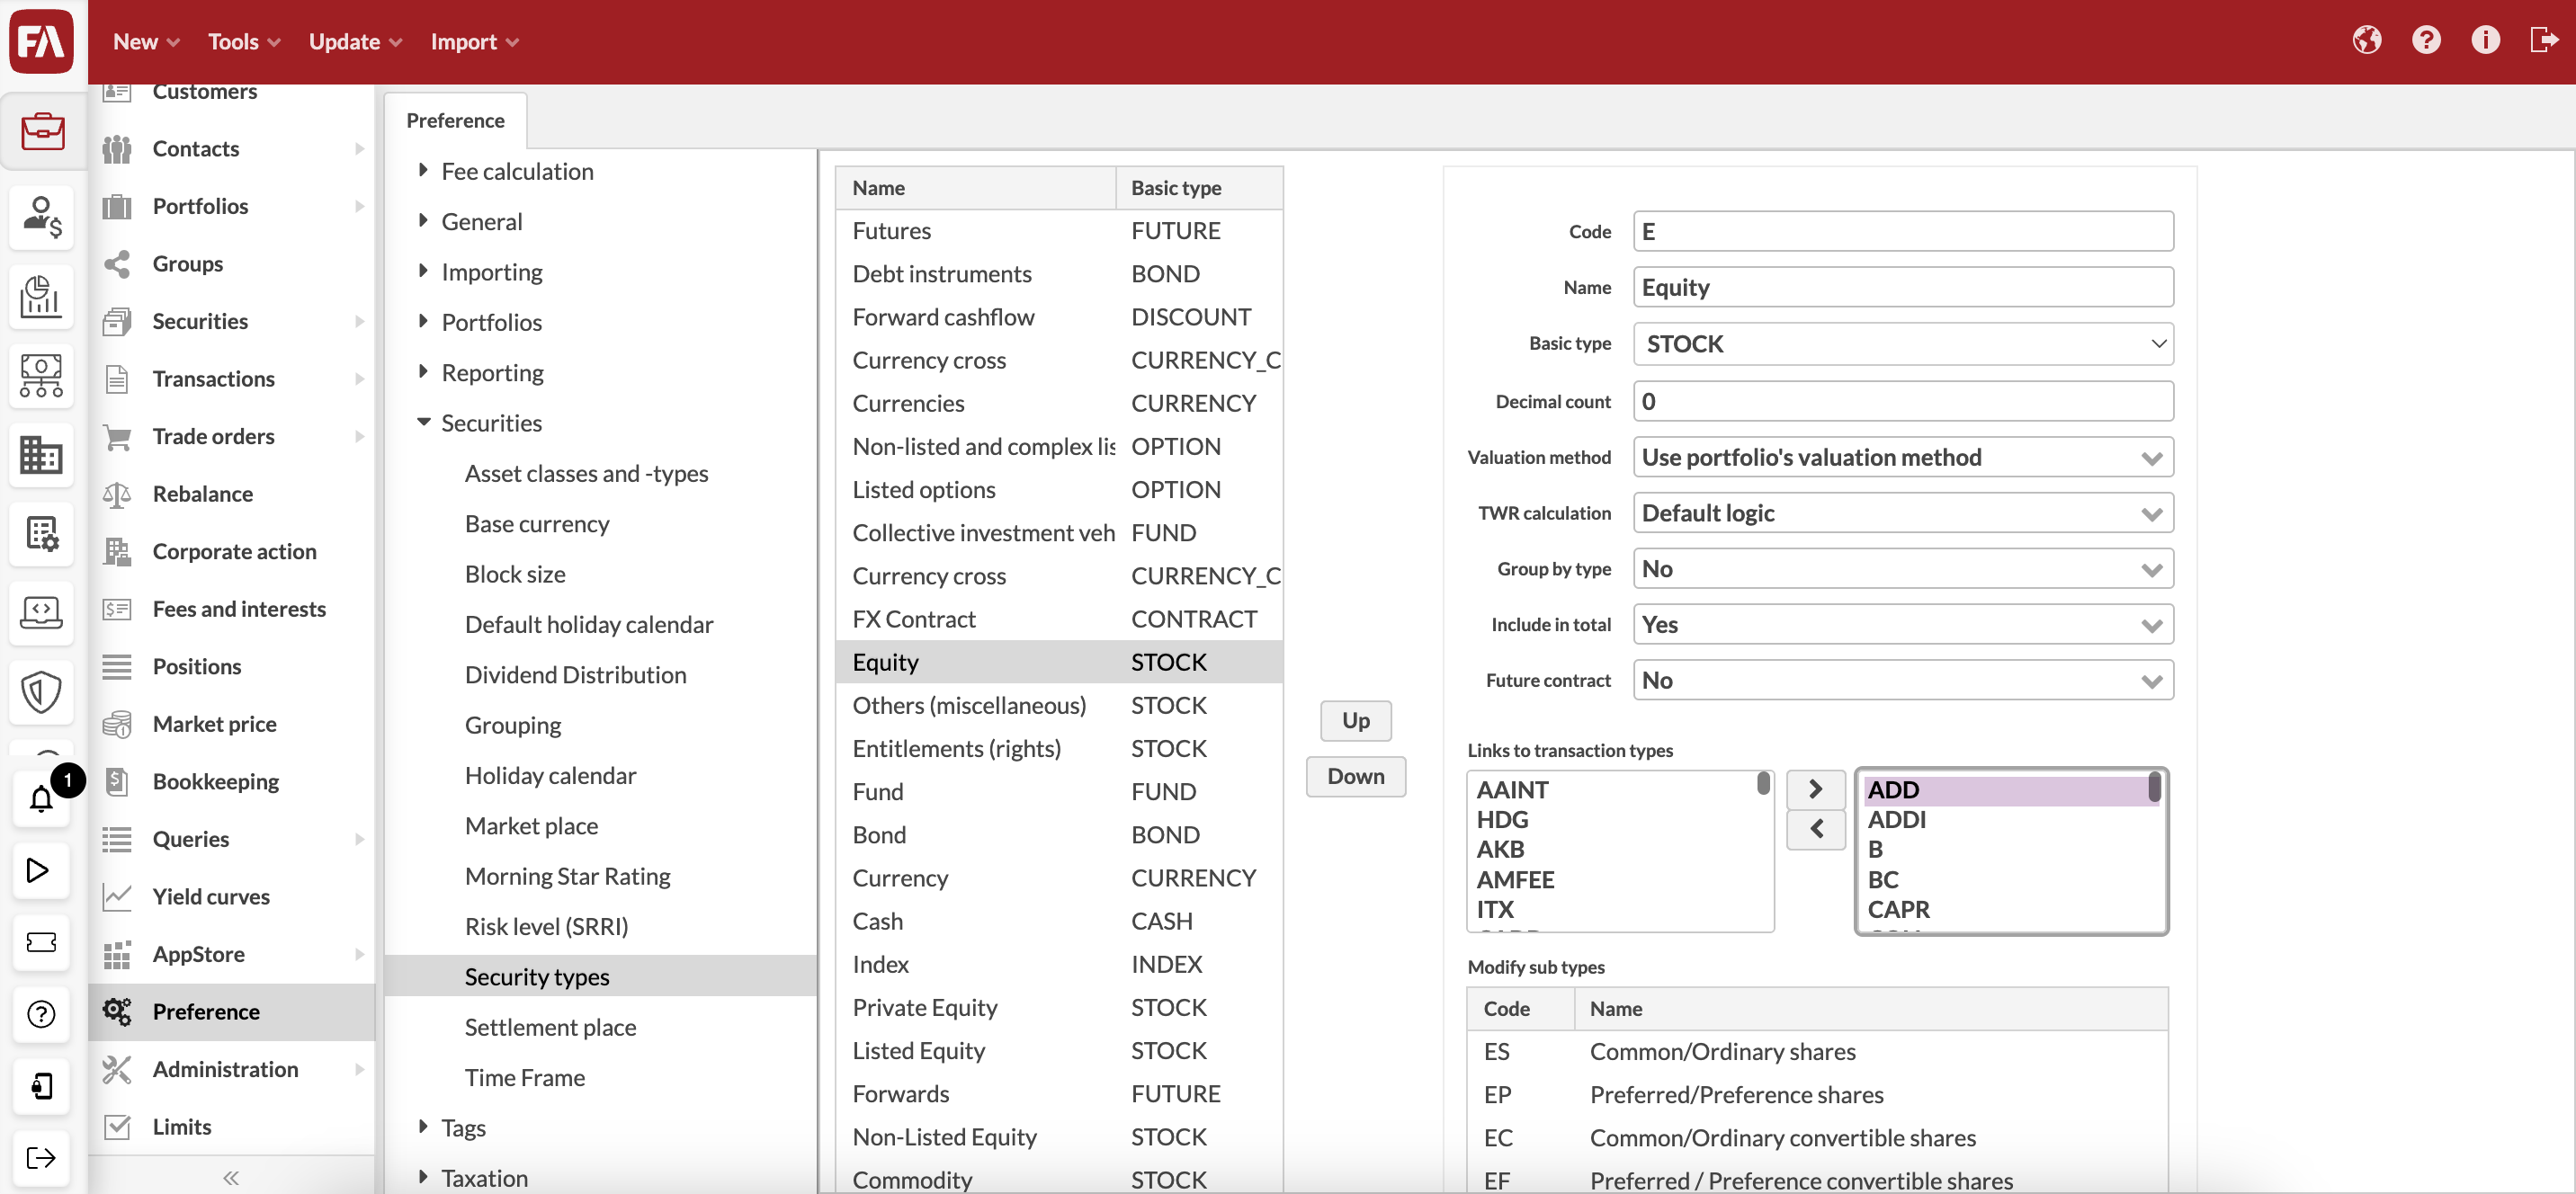 FA
New
Tools
Update
Import
Customers
Contacts
Portfolios
Groups
Securities
Transactions
Trade orders
Rebalance
Corporate action
Fees and interests
Positions
Market price
1
Bookkeeping
Queries
Yield curves
AppStore
Preference
Administration
Limits
Preference
Fee calculation
General
Importing
Portfolios
Reporting
Securities
Asset classes and -types
Base currency
Block size
Default holiday calendar
Dividend Distribution
Grouping
Holiday calendar
Market place
Morning Star Rating
Risk level (SRRI)
Security types
Settlement place
Time Frame
Tags
Taxation
Name Basic type
Futures FUTURE
Debt instruments BOND
Forward cashflow DISCOUNT
Currency cross CURRENCY_C
Currencies CURRENCY
Non-listed and complex lis OPTION
Listed options OPTION
Collective investment veh FUND
Currency cross CURRENCY_C
FX Contract CONTRACT
Equity STOCK
Others (miscellaneous) STOCK
Entitlements (rights) STOCK
Fund FUND
Bond BOND
Currency CURRENCY
Cash CASH
Index INDEX
Private Equity STOCK
Listed Equity STOCK
Forwards FUTURE
Non-Listed Equity STOCK
Commodity STOCK
Up
Down
Code E
Name Equity
Basic type STOCK
Decimal count 0
Valuation method Use portfolio's valuation method
TWR calculation Default logic
Group by type No
Include in total Yes
Future contract No
Links to transaction types
AAINT
HDG
AKB
AMFEE
ITX
ADD
ADDI
B
BC
CAPR
Modify sub types
Code Name
ES Common/Ordinary shares
EP Preferred/Preference shares
EC Common/Ordinary convertible shares
EF Preferred / Preference convertible shares